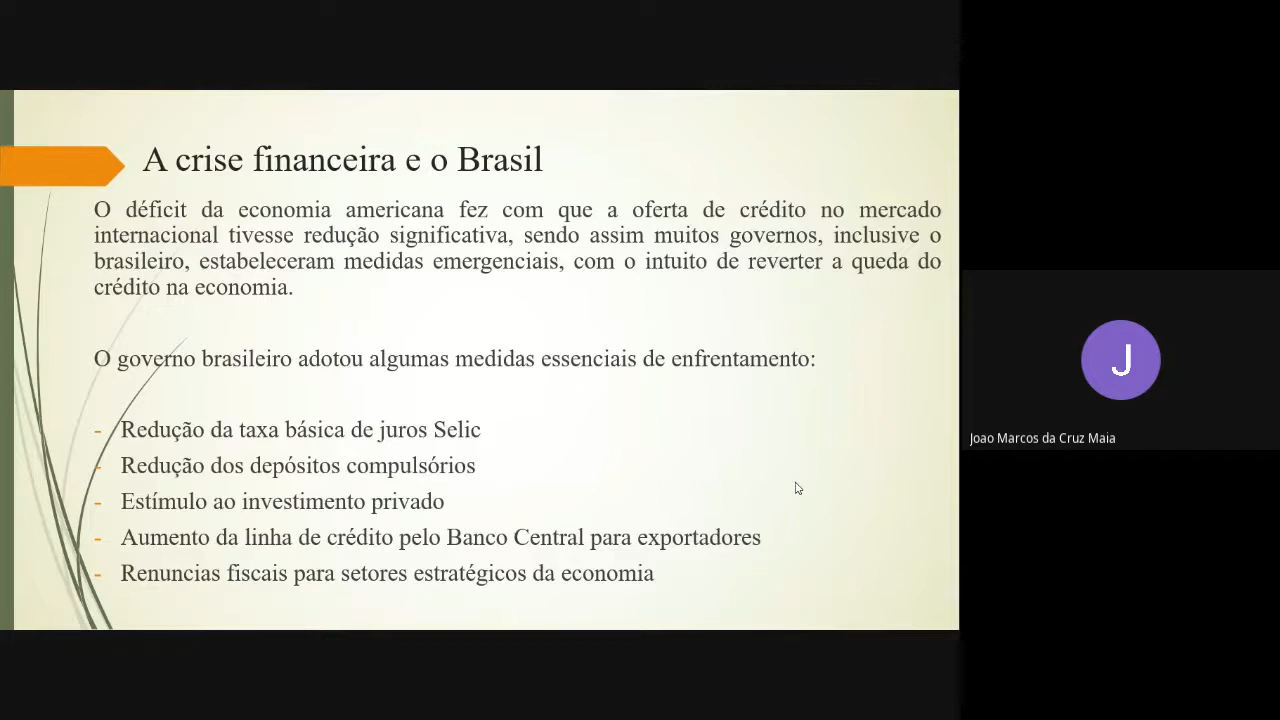 A crise financeira e o Brasil
O déficit da economia americana fez com que a oferta de crédito no mercado
internacional tivesse redução significativa, sendo assim muitos governos, inclusive o
brasileiro, estabeleceram medidas emergenciais, com o intuito de reverter a queda do
crédito na economia.
O governo brasileiro adotou algumas medidas essenciais de enfrentamento:
- Redução da taxa básica de juros Selic
- Redução dos depósitos compulsórios
- Estímulo ao investimento privado
- Aumento da linha de crédito pelo Banco Central para exportadores
- Renuncias fiscais para setores estratégicos da economia
J
Joao Marcos da Cruz Maia